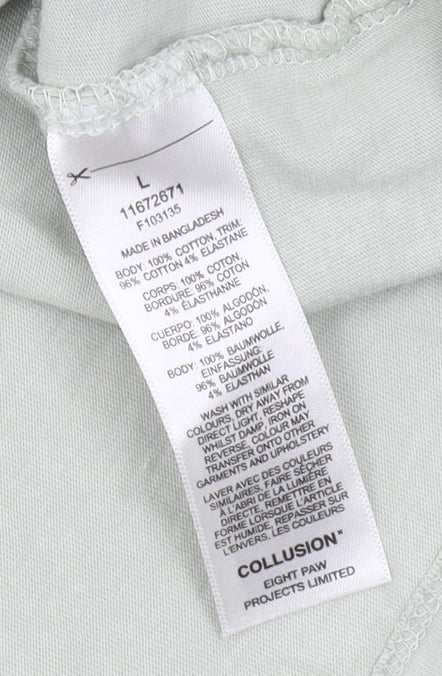 L
11672671
F103135
MADE IN BANGLADESH
BODY: 100% COTTON, TRIM:
96% COTTON 4% ELASTANE
CORPS: 100% COTON,
BORDURE: 96% COTON
4% ÉLASTHANNE
CUERPO: 100% ALGODÓN,
BORDE: 96% ALGODÓN
4% ELASTANO
BODY: 100% BAUMWOLLE,
EINFASSUNG:
96% BAUMWOLLE
4% ELASTHAN
WASH WITH SIMILAR
COLOURS, DRY AWAY FROM
DIRECT LIGHT, RESHAPE
WHILST DAMP, IRON ON
REVERSE, COLOUR MAY
TRANSFER ONTO OTHER
GARMENTS AND UPHOLSTERY
LAVER AVEC DES COULEURS
SIMILAIRES, FAIRE SÉCHER
À L'ABRI DE LA LUMIÈRE
DIRECTE, REMETTRE EN
FORME LORSQUE L'ARTICLE
EST HUMIDE, REPASSER SUR
L'ENVERS, LES COULEURS
COLLUSION*
EIGHT PAW
PROJECTS LIMITED